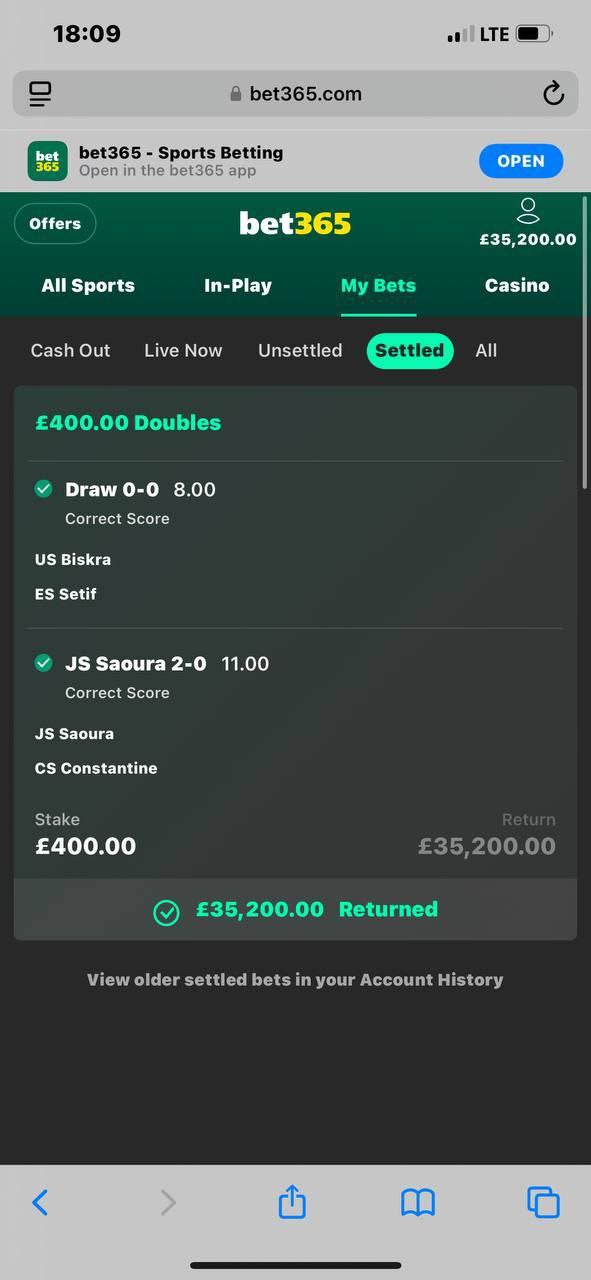 18:09
LTE
bet365.com
bet365 - Sports Betting
Open in the bet365 app
OPEN
bet
365
Offers
bet365
£35,200.00
All Sports
In-Play
My Bets
Casino
Cash Out
Live Now
Unsettled
Settled
All
£400.00 Doubles
Draw 0-0 8.00
Correct Score
US Biskra
ES Setif
JS Saoura 2-0 11.00
Correct Score
JS Saoura
CS Constantine
Stake
Return
£400.00
£35,200.00
£35,200.00 Returned
View older settled bets in your Account History